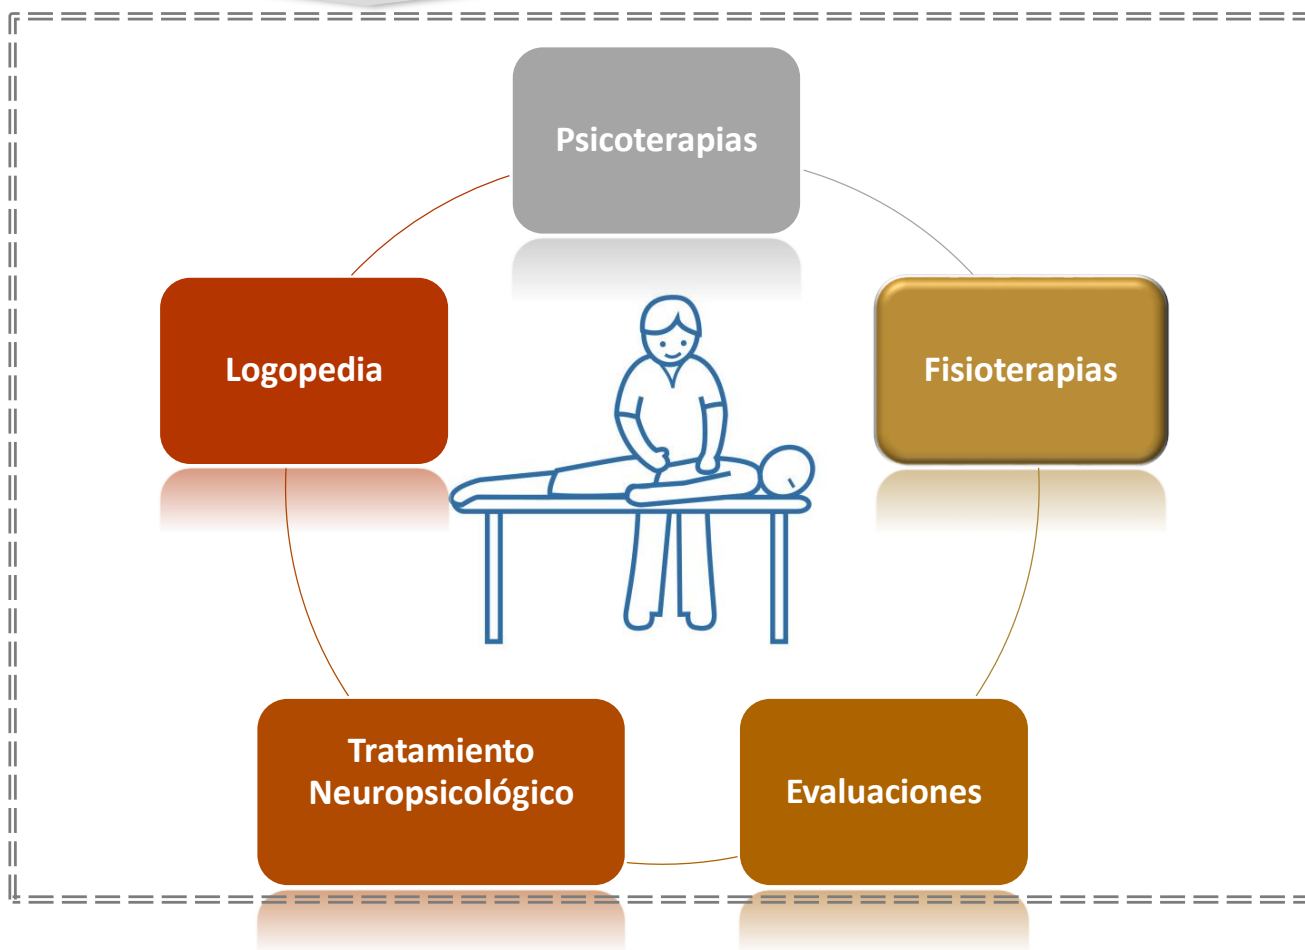 Psicoterapias
Logopedia
Fisioterapias
Tratamiento
Neuropsicológico
Evaluaciones